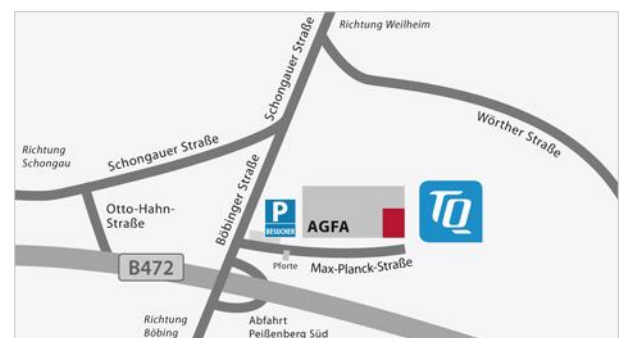 Richtung Weilheim
Schongauer Straße
Wörther Straße
Richtung
Schongau
Schongauer Straße
Böbinger Straße
Otto-Hahn-
Straße
P
BESUCHER
AGFA
TQ
B472
Pforte
Max-Planck-Straße
Richtung
Böbing
Abfahrt
Peißenberg Süd